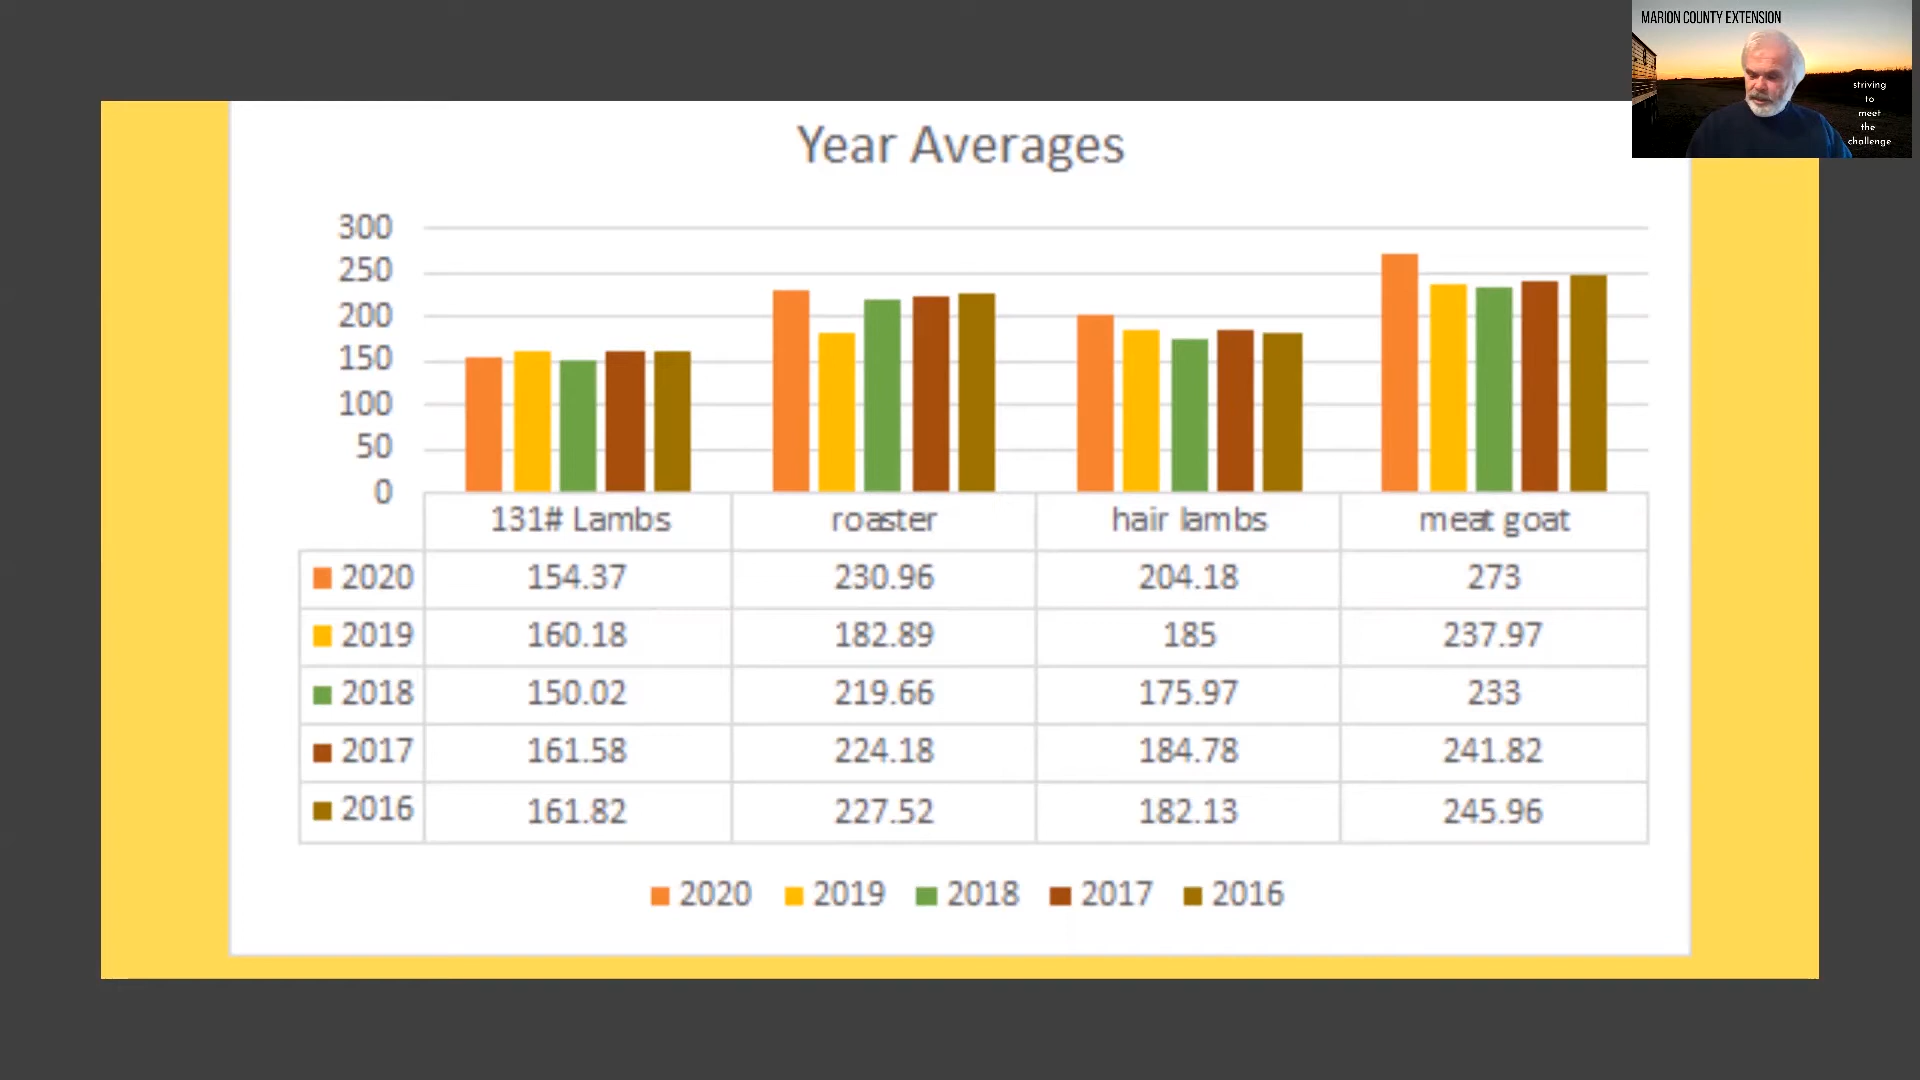 MARION COUNTY EXTENSION
striving
to
meet
the
challenge
Year Averages
300
250
200
150
100
50
0
131# Lambs roaster hair lambs meat goat
2020 154.37 230.96 204.18 273
2019 160.18 182.89 185 237.97
2018 150.02 219.66 175.97 233
2017 161.58 224.18 184.78 241.82
2016 161.82 227.52 182.13 245.96
2020 2019 2018 2017 2016